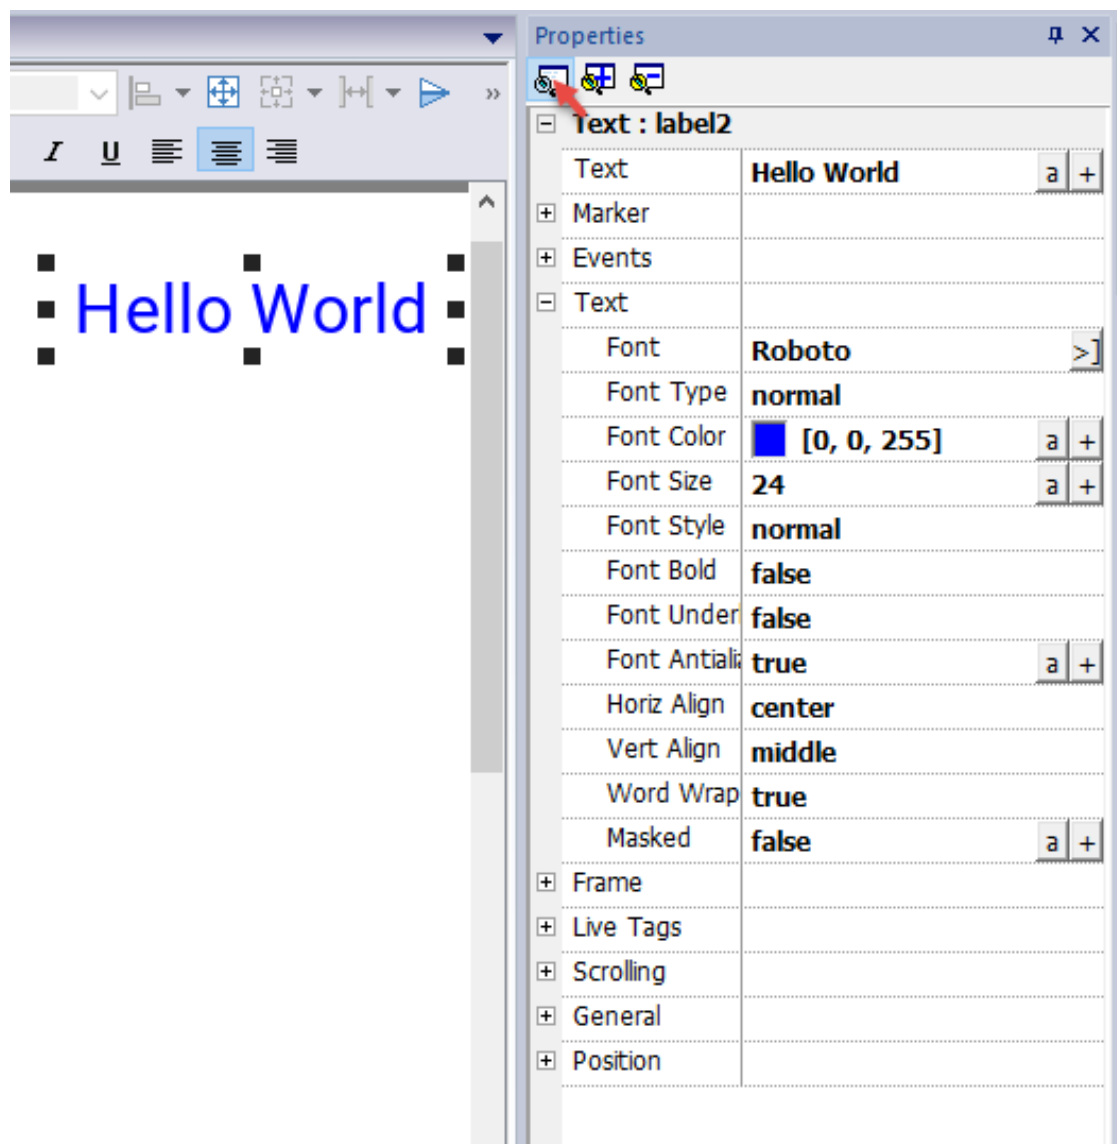 Properties
I U
Text : label2
Text Hello World a +
Marker
Events
Hello World
Text
Font Roboto >]
Font Type normal
Font Color [0, 0, 255] a +
Font Size 24 a +
Font Style normal
Font Bold false
Font Under false
Font Antiali true a +
Horiz Align center
Vert Align middle
Word Wrap true
Masked false a +
Frame
Live Tags
Scrolling
General
Position